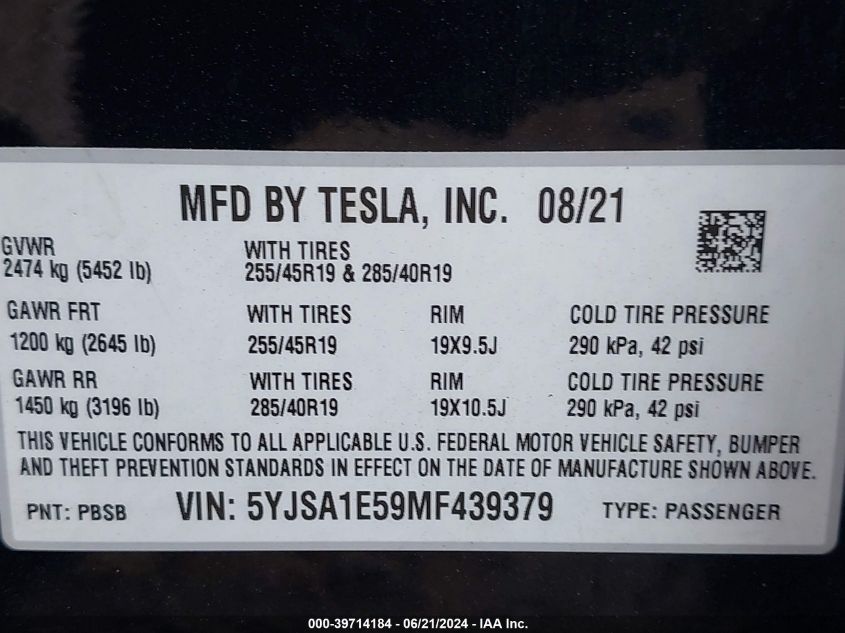 MFD BY TESLA, INC. 08/21
GVWR WITH TIRES
2474 kg (5452 lb) 255/45R19 & 285/40R19
GAWR FRT WITH TIRES RIM COLD TIRE PRESSURE
1200 kg (2645 lb) 255/45R19 19X9.5J 290 kPa, 42 psi
GAWR RR WITH TIRES RIM COLD TIRE PRESSURE
1450 kg (3196 lb) 285/40R19 19X10.5J 290 kPa, 42 psi
THIS VEHICLE CONFORMS TO ALL APPLICABLE U.S. FEDERAL MOTOR VEHICLE SAFETY, BUMPER
AND THEFT PREVENTION STANDARDS IN EFFECT ON THE DATE OF MANUFACTURE SHOWN ABOVE.
PNT: PBSB VIN: 5YJSA1E59MF439379 TYPE: PASSENGER
000-39714184 - 06/21/2024 - IAA Inc.